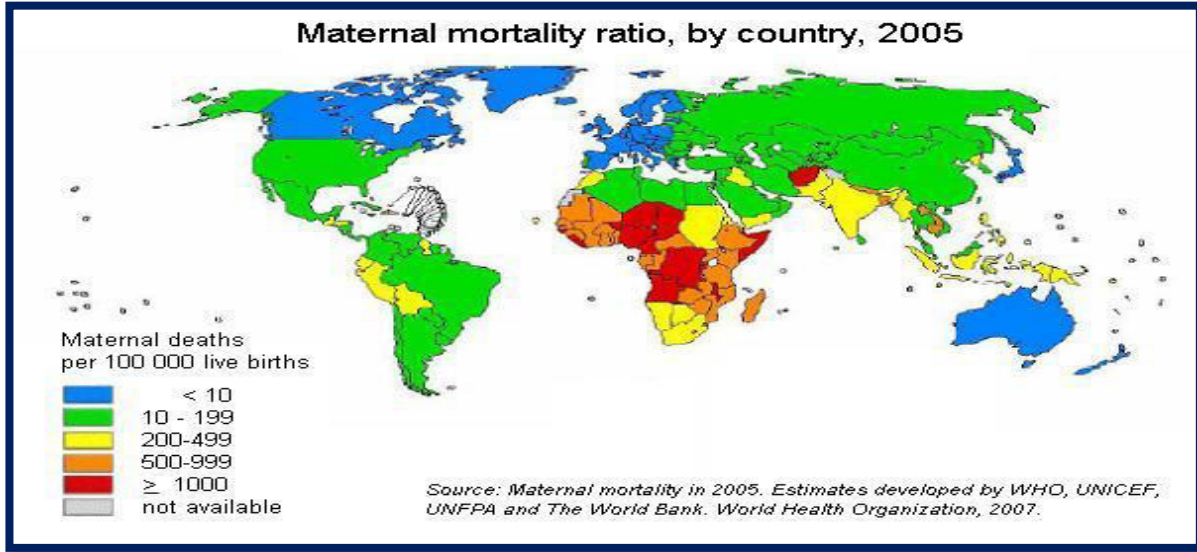 Maternal mortality ratio, by country, 2005
Maternal deaths
per 100 000 live births
< 10
10 - 199
200-499
500-999
≥ 1000
not available
Source: Maternal mortality in 2005. Estimates developed by WHO, UNICEF,
UNFPA and The World Bank. World Health Organization, 2007.